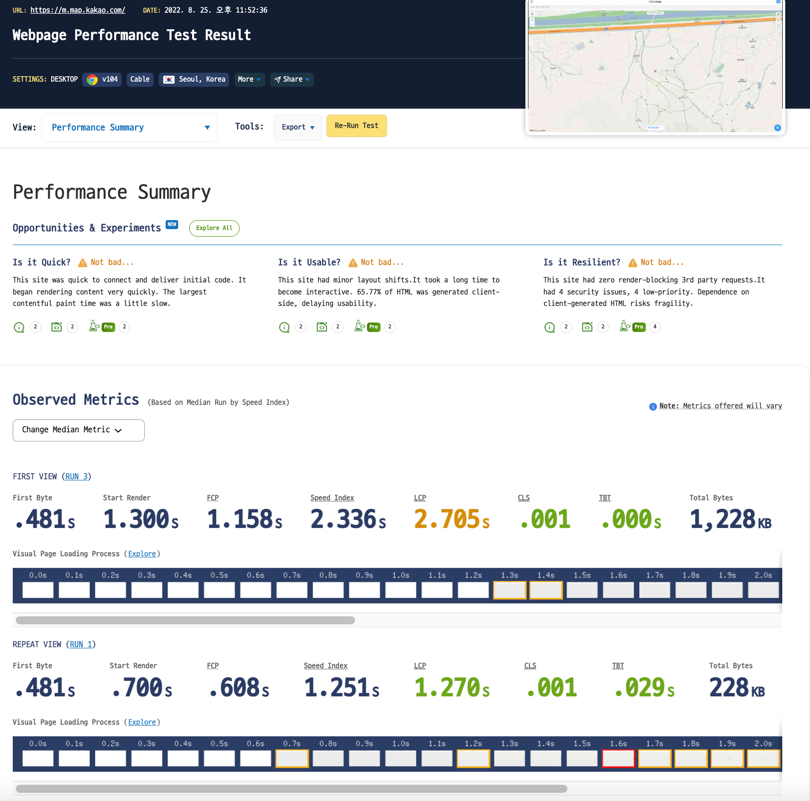 URL: https://m.map.kakao.com/ DATE: 2022. 8. 25. 오후 11:52:36
Webpage Performance Test Result
SETTINGS: DESKTOP v104 Cable Seoul, Korea More Share
View: Performance Summary Tools: Export Re-Run Test
Performance Summary
Opportunities & Experiments NEW Explore All
Is it Quick? Not bad...
This site was quick to connect and deliver initial code. It
began rendering content very quickly. The largest
contentful paint time was a little slow.
2 2 Pro 2
Is it Usable? Not bad...
This site had minor layout shifts.It took a long time to
become interactive. 65.77% of HTML was generated client-
side, delaying usability.
2 2 Pro 2
Is it Resilient? Not bad...
This site had zero render-blocking 3rd party requests.It
had 4 security issues, 4 low-priority. Dependence on
client-generated HTML risks fragility.
2 2 Pro 4
Observed Metrics (Based on Median Run by Speed Index)
Note: Metrics offered will vary
Change Median Metric
FIRST VIEW (RUN 3)
First Byte Start Render FCP Speed Index LCP CLS TBT Total Bytes
.481s 1.300s 1.158s 2.336s 2.705s .001 .000s 1,228KB
Visual Page Loading Process (Explore)
0.0s 0.1s 0.2s 0.3s 0.4s 0.5s 0.6s 0.7s 0.8s 0.9s 1.0s 1.1s 1.2s 1.3s 1.4s 1.5s 1.6s 1.7s 1.8s 1.9s 2.0s
REPEAT VIEW (RUN 1)
First Byte Start Render FCP Speed Index LCP CLS TBT Total Bytes
.481s .700s .608s 1.251s 1.270s .001 .029s 228KB
Visual Page Loading Process (Explore)
0.0s 0.1s 0.2s 0.3s 0.4s 0.5s 0.6s 0.7s 0.8s 0.9s 1.0s 1.1s 1.2s 1.3s 1.4s 1.5s 1.6s 1.7s 1.8s 1.9s 2.0s